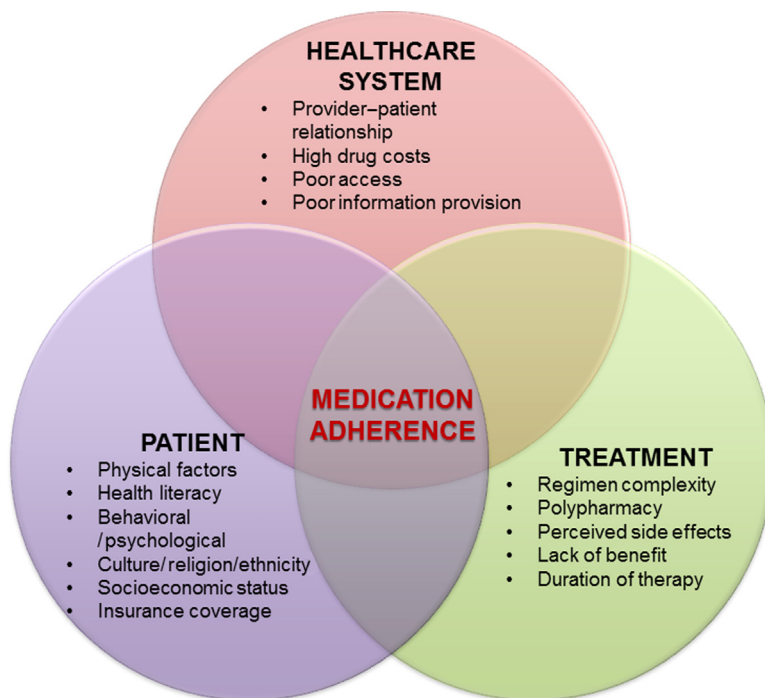 HEALTHCARE
SYSTEM
• Provider–patient
relationship
• High drug costs
• Poor access
• Poor information provision
MEDICATION
ADHERENCE
PATIENT
• Physical factors
• Health literacy
• Behavioral
/psychological
• Culture/religion/ethnicity
• Socioeconomic status
• Insurance coverage
TREATMENT
• Regimen complexity
• Polypharmacy
• Perceived side effects
• Lack of benefit
• Duration of therapy